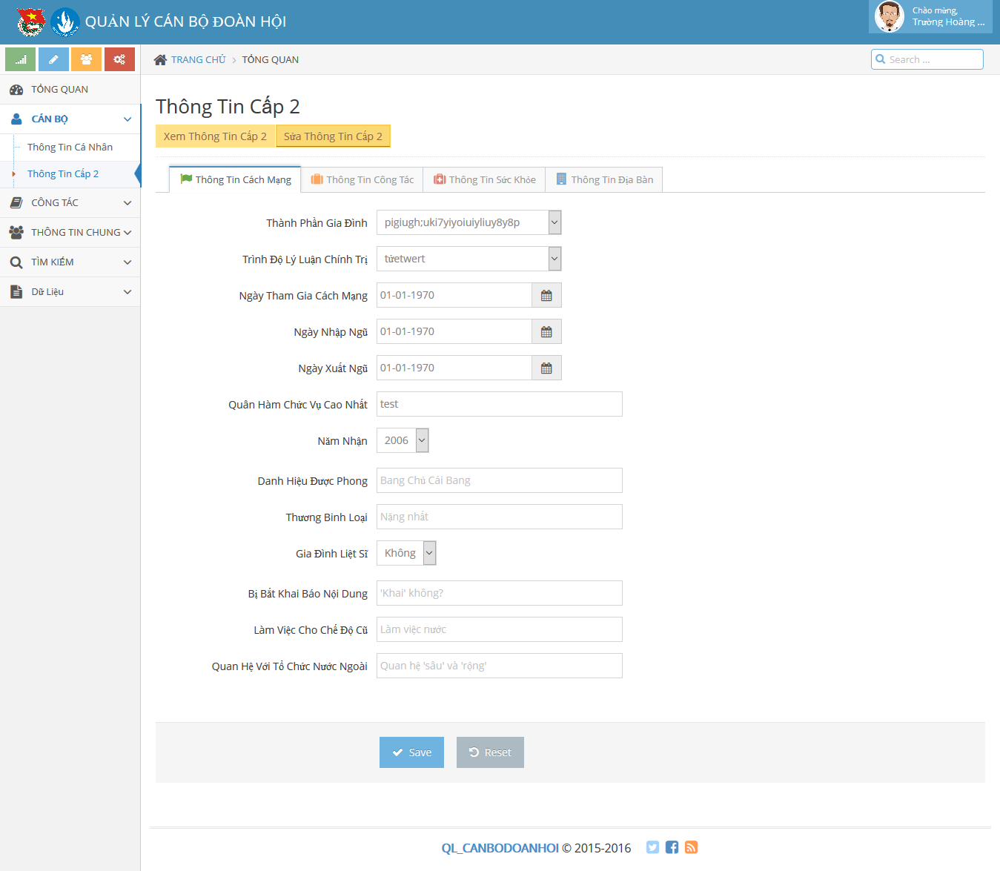 QUẢN LÝ CÁN BỘ ĐOÀN HỘI
Chào mừng,
Trường Hoàng ...
TRANG CHỦ > TỔNG QUAN
Search ...
TỔNG QUAN
CÁN BỘ
Thông Tin Cá Nhân
Thông Tin Cấp 2
CÔNG TÁC
THÔNG TIN CHUNG
TÌM KIẾM
Dữ Liệu
Thông Tin Cấp 2
Xem Thông Tin Cấp 2
Sửa Thông Tin Cấp 2
Thông Tin Cách Mạng
Thông Tin Công Tác
Thông Tin Sức Khỏe
Thông Tin Địa Bàn
Thành Phần Gia Đình pigiugh;uki7yiyoiuiyliuy8y8p
Trình Độ Lý Luận Chính Trị tửetwert
Ngày Tham Gia Cách Mạng 01-01-1970
Ngày Nhập Ngũ 01-01-1970
Ngày Xuất Ngũ 01-01-1970
Quân Hàm Chức Vụ Cao Nhất test
Năm Nhận 2006
Danh Hiệu Được Phong Bang Chủ Cái Bang
Thương Binh Loại Nặng nhất
Gia Đình Liệt Sĩ Không
Bị Bắt Khai Báo Nội Dung 'Khai' không?
Làm Việc Cho Chế Độ Cũ Làm việc nước
Quan Hệ Với Tổ Chức Nước Ngoài Quan hệ 'sâu' và 'rộng'
Save
Reset
QL_CANBODOANHOI © 2015-2016